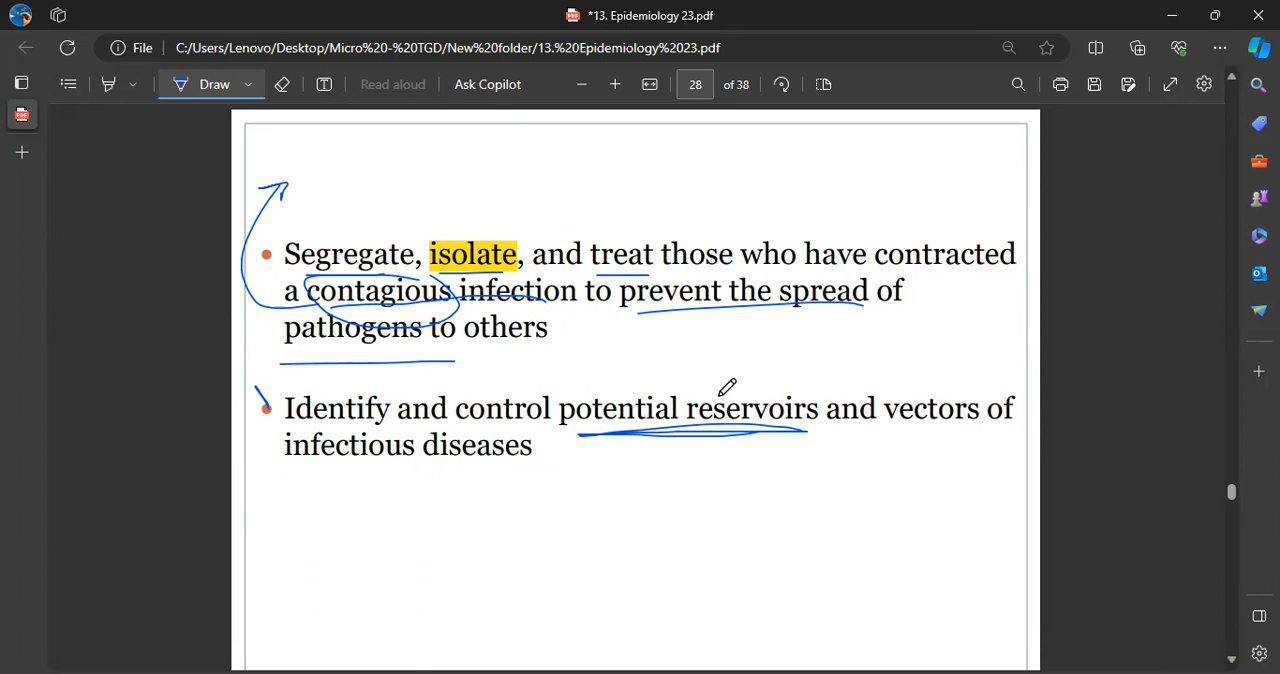 *13. Epidemiology 23.pdf
File
C:/Users/Lenovo/Desktop/Micro%20-%20TGD/New%20folder/13.%20Epidemiology%2023.pdf
Draw
Read aloud
Ask Copilot
28
of 38
Segregate, isolate, and treat those who have contracted
a contagious infection to prevent the spread of
pathogens to others
Identify and control potential reservoirs and vectors of
infectious diseases